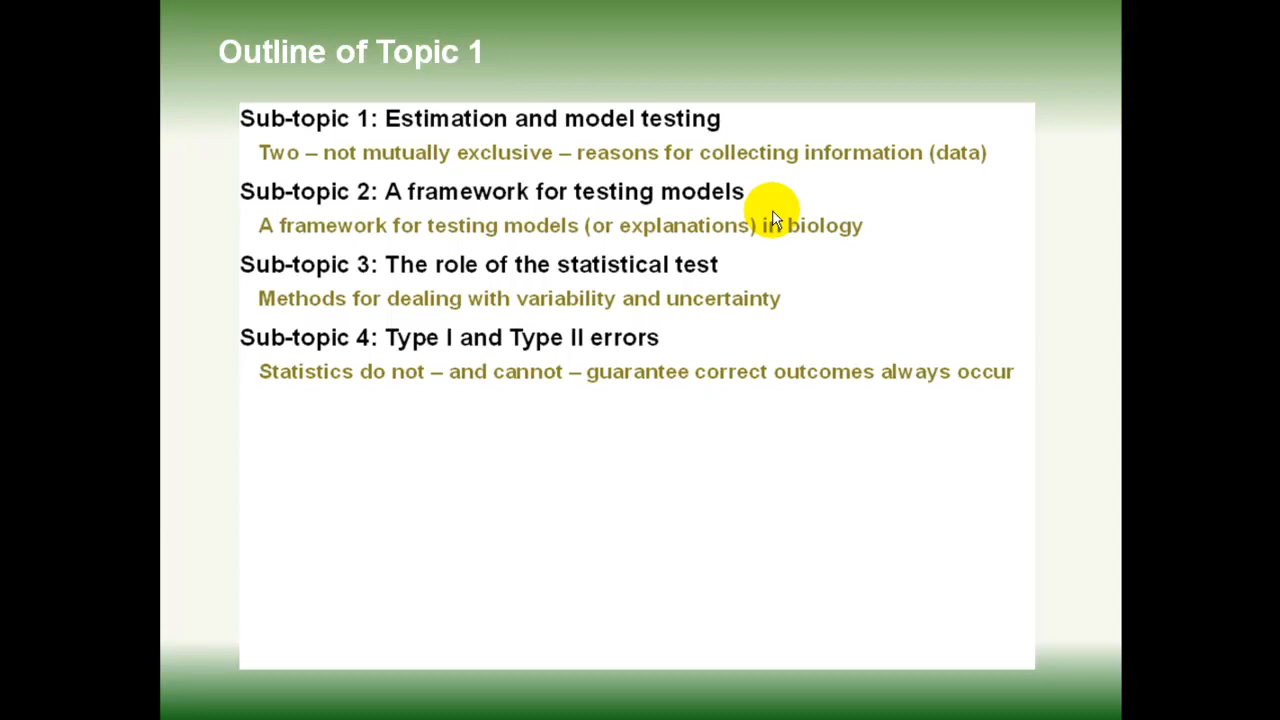 Outline of Topic 1
Sub-topic 1: Estimation and model testing
Two – not mutually exclusive – reasons for collecting information (data)
Sub-topic 2: A framework for testing models
A framework for testing models (or explanations) in biology
Sub-topic 3: The role of the statistical test
Methods for dealing with variability and uncertainty
Sub-topic 4: Type I and Type II errors
Statistics do not – and cannot – guarantee correct outcomes always occur